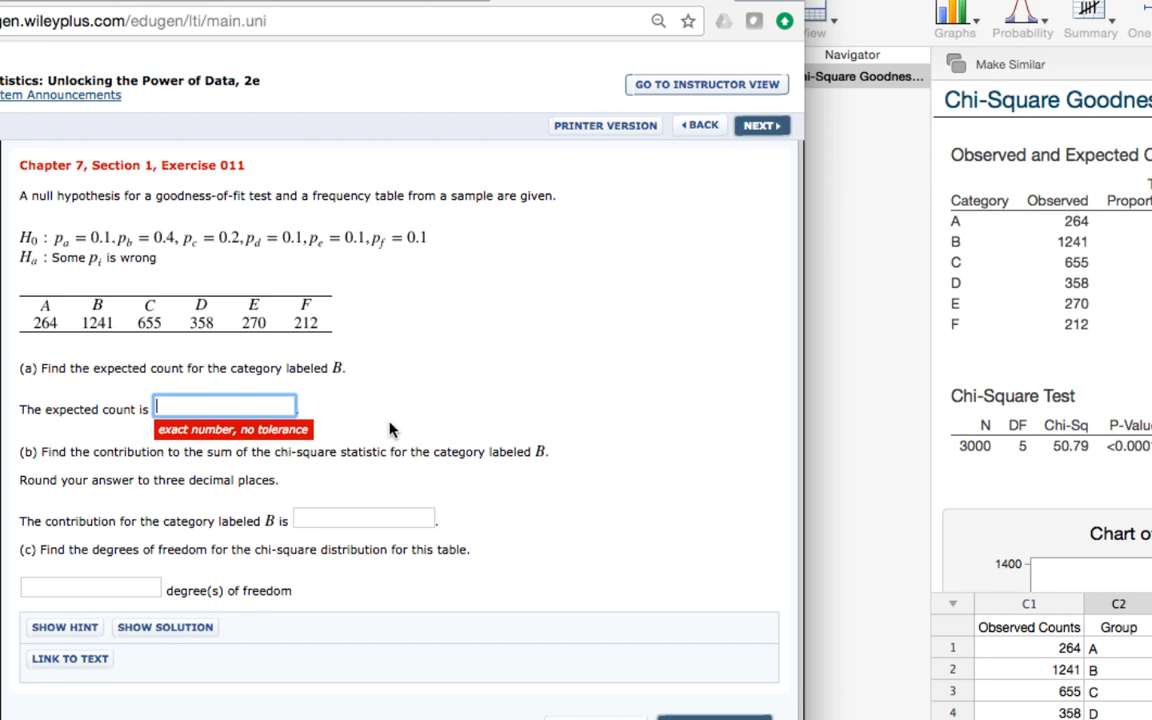 gen.wileyplus.com/edugen/lti/main.uni
tistics: Unlocking the Power of Data, 2e
tem Announcements
GO TO INSTRUCTOR VIEW
PRINTER VERSION
BACK
NEXT
Chapter 7, Section 1, Exercise 011
A null hypothesis for a goodness-of-fit test and a frequency table from a sample are given.
H0 : pa = 0.1, pb = 0.4, pc = 0.2, pd = 0.1, pe = 0.1, pf = 0.1
Ha : Some pi is wrong
A B C D E F
264 1241 655 358 270 212
(a) Find the expected count for the category labeled B.
The expected count is .
exact number, no tolerance
(b) Find the contribution to the sum of the chi-square statistic for the category labeled B.
Round your answer to three decimal places.
The contribution for the category labeled B is .
(c) Find the degrees of freedom for the chi-square distribution for this table.
degree(s) of freedom
SHOW HINT
SHOW SOLUTION
LINK TO TEXT
iew
Graphs Probability Summary One
Navigator
hi-Square Goodnes...
Make Similar
Chi-Square Goodnes
Observed and Expected C
T
Category Observed Proport
A 264
B 1241
C 655
D 358
E 270
F 212
Chi-Square Test
N DF Chi-Sq P-Valu
3000 5 50.79 <0.000
Chart o
1400
C1 C2
Observed Counts Group
1 264 A
2 1241 B
3 655 C
4 358 D